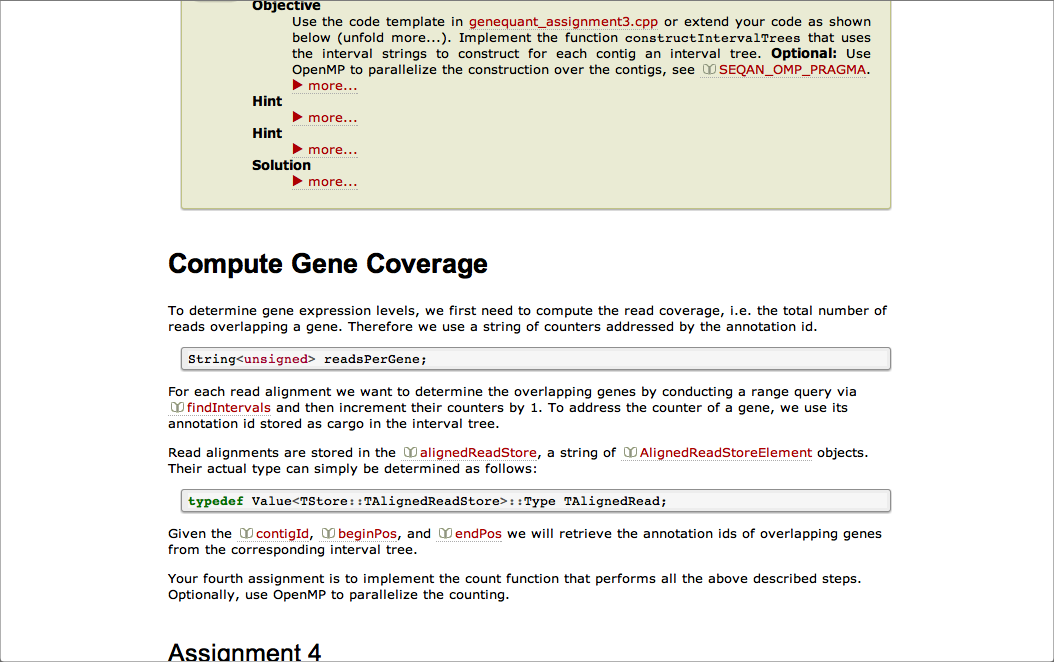 Objective
Use the code template in genequant_assignment3.cpp or extend your code as shown
below (unfold more...). Implement the function constructIntervalTrees that uses
the interval strings to construct for each contig an interval tree. Optional: Use
OpenMP to parallelize the construction over the contigs, see SEQAN_OMP_PRAGMA.
more...
Hint
more...
Hint
more...
Solution
more...
Compute Gene Coverage
To determine gene expression levels, we first need to compute the read coverage, i.e. the total number of
reads overlapping a gene. Therefore we use a string of counters addressed by the annotation id.
String<unsigned> readsPerGene;
For each read alignment we want to determine the overlapping genes by conducting a range query via
findIntervals and then increment their counters by 1. To address the counter of a gene, we use its
annotation id stored as cargo in the interval tree.
Read alignments are stored in the alignedReadStore, a string of AlignedReadStoreElement objects.
Their actual type can simply be determined as follows:
typedef Value<TStore::TAlignedReadStore>::Type TAlignedRead;
Given the contigId, beginPos, and endPos we will retrieve the annotation ids of overlapping genes
from the corresponding interval tree.
Your fourth assignment is to implement the count function that performs all the above described steps.
Optionally, use OpenMP to parallelize the counting.
Assignment 4